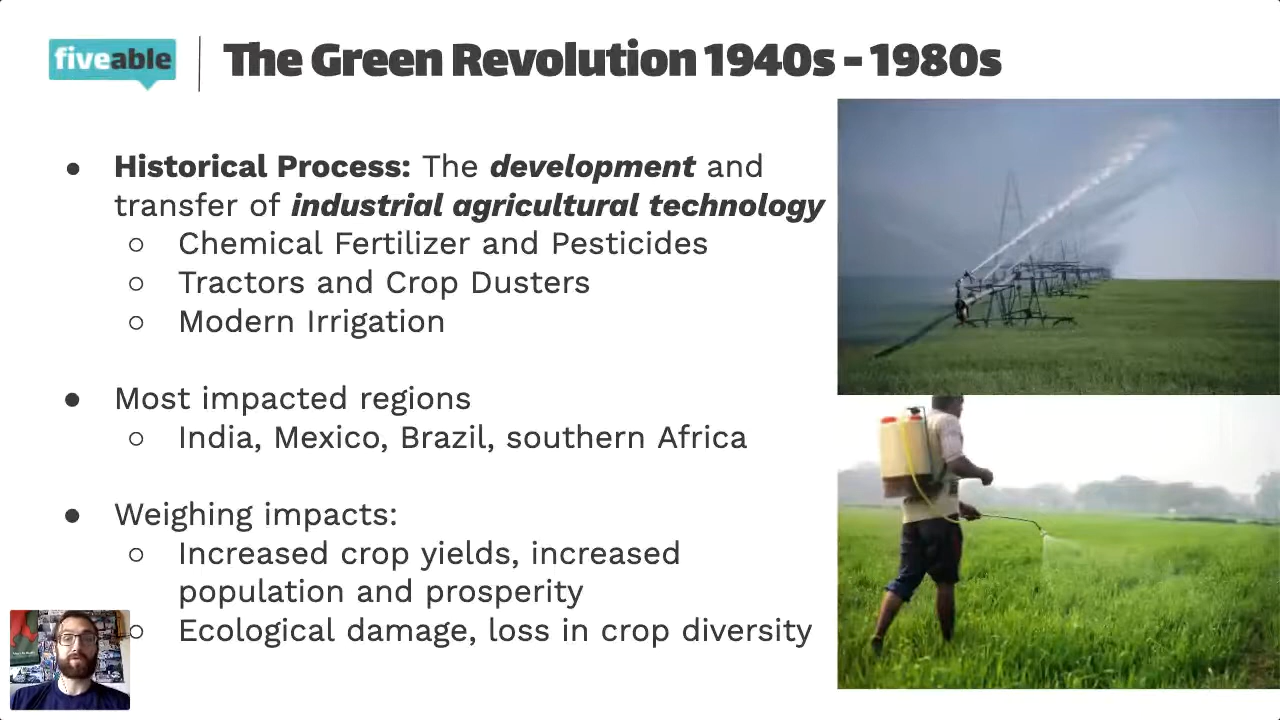 fiveable
The Green Revolution 1940s - 1980s
● Historical Process: The development and
transfer of industrial agricultural technology
○ Chemical Fertilizer and Pesticides
○ Tractors and Crop Dusters
○ Modern Irrigation
● Most impacted regions
○ India, Mexico, Brazil, southern Africa
● Weighing impacts:
○ Increased crop yields, increased
population and prosperity
○ Ecological damage, loss in crop diversity